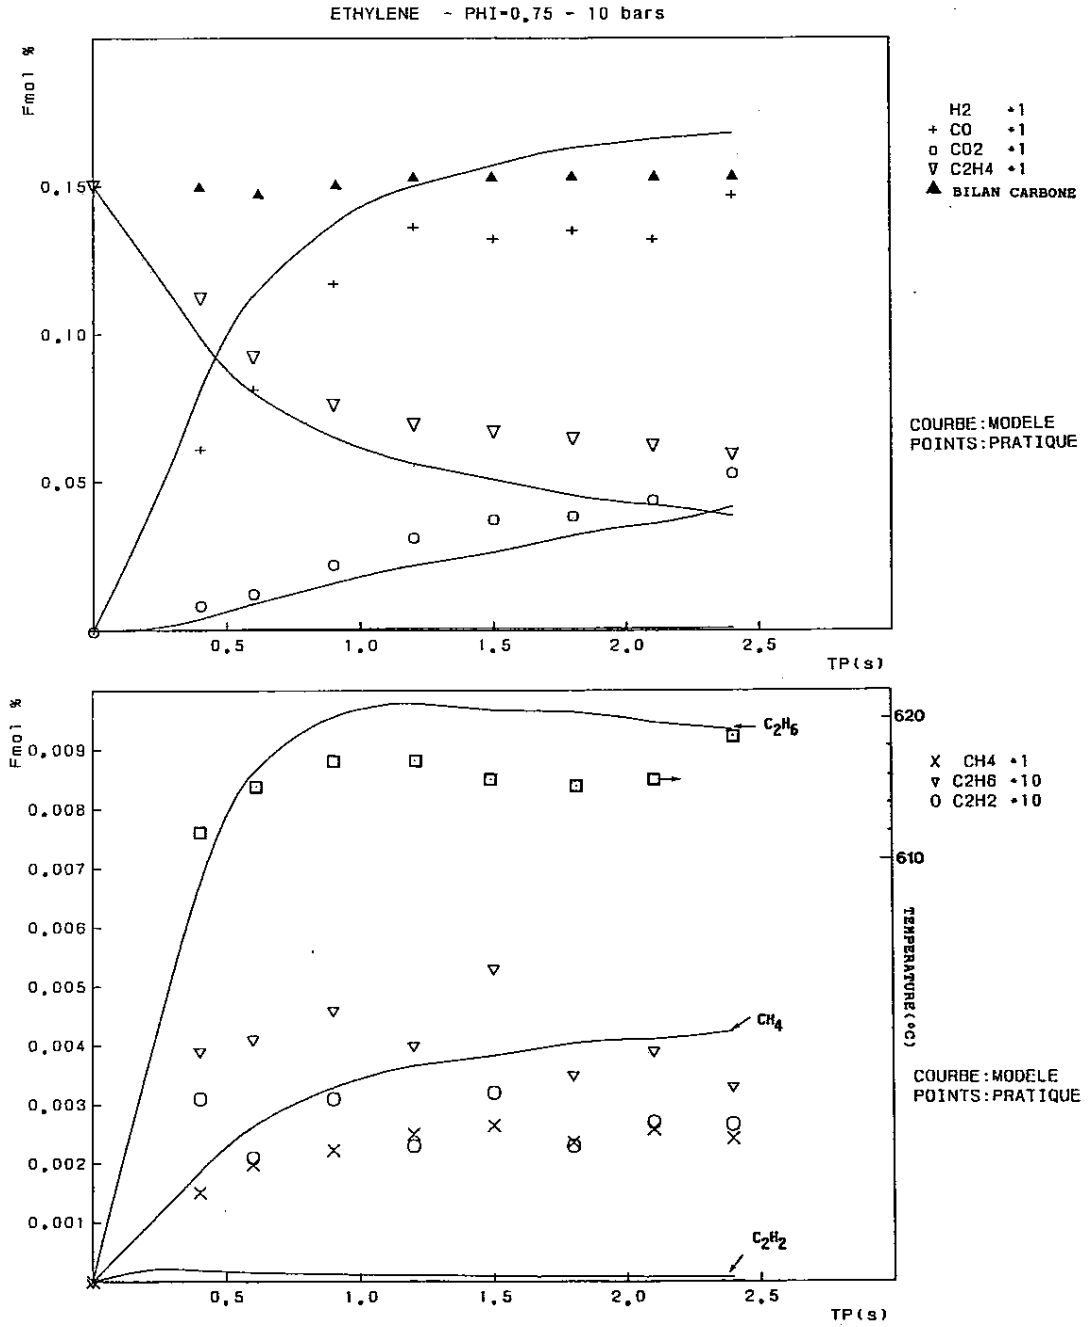 ETHYLENE - PHI=0.75 - 10 bars
Fmol %
H2 *1
+ CO *1
o CO2 *1
▽ C2H4 *1
▲ BILAN CARBONE
0.15
0.10
0.05
COURBE:MODELE
POINTS:PRATIQUE
0.5 1.0 1.5 2.0 2.5
TP(s)
Fmol %
C2H6
620
0.009
0.008
0.007
0.006
0.005
0.004
0.003
0.002
0.001
X CH4 *1
▽ C2H6 *10
O C2H2 *10
610
TEMPERATURE(°C)
CH4
COURBE:MODELE
POINTS:PRATIQUE
C2H2
0.5 1.0 1.5 2.0 2.5
TP(s)